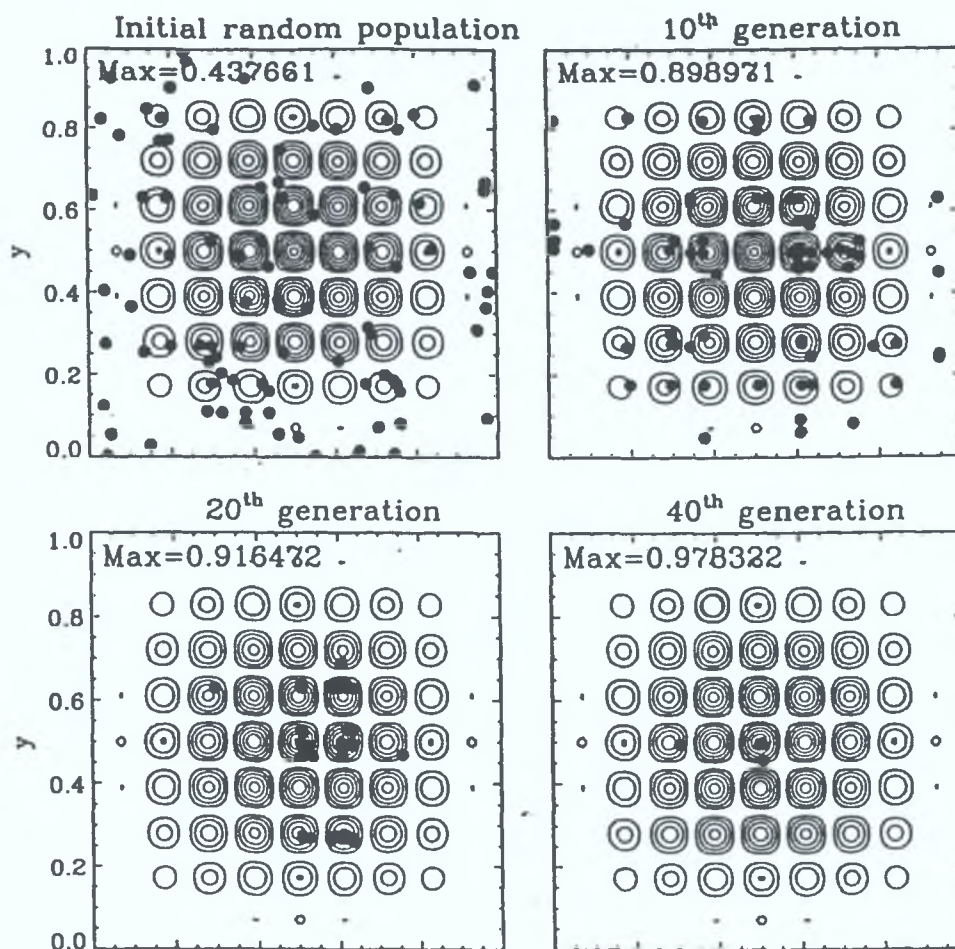 Initial random population
10th generation
1.0
Max=0.437661
Max=0.898971
0.8
0.6
y
0.4
0.2
0.0
20th generation
40th generation
1.0
Max=0.916472
Max=0.978322
0.8
0.6
y
0.4
0.2
0.0